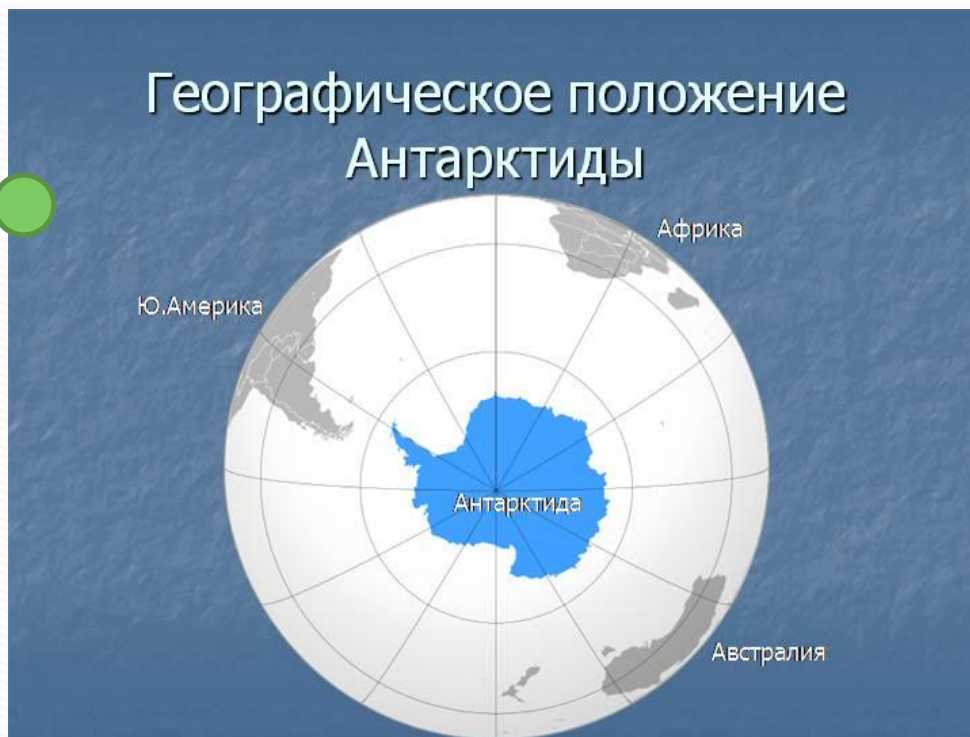 Географическое положение
Антарктиды
Африка
Ю.Америка
Антарктида
Австралия